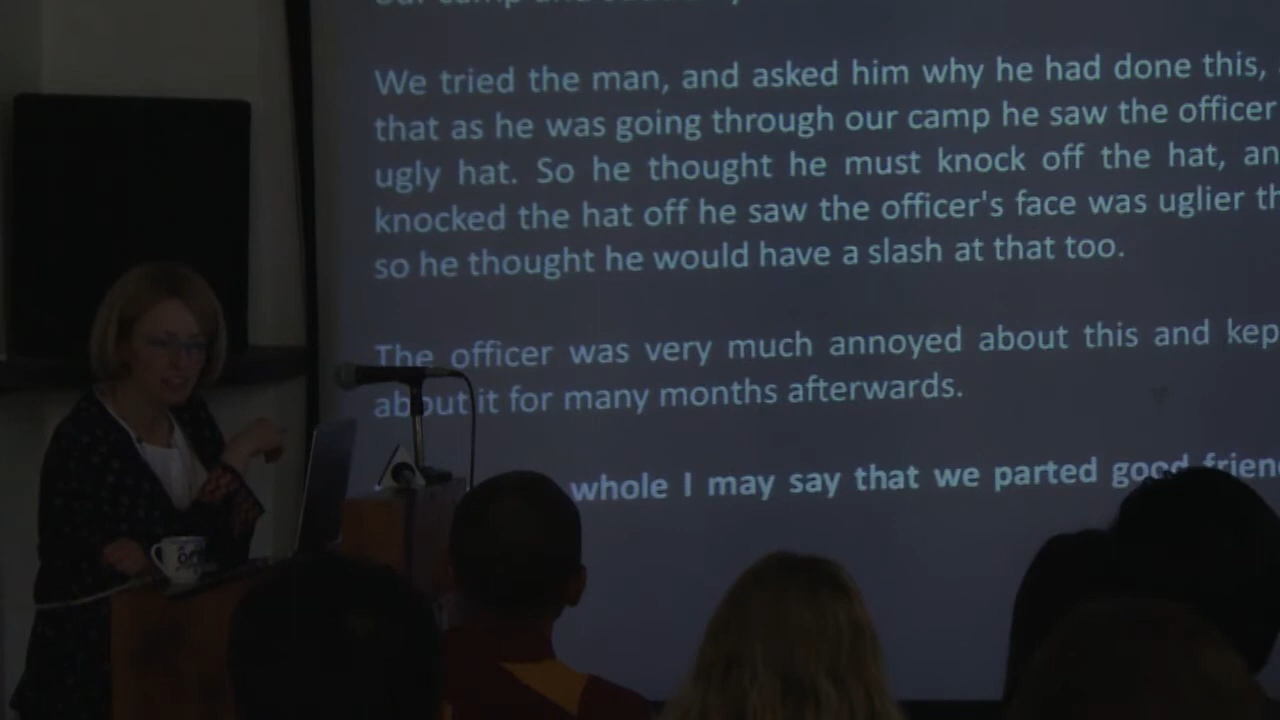 our camp and
We tried the man, and asked him why he had done this,
that as he was going through our camp he saw the officer
ugly hat. So he thought he must knock off the hat, an
knocked the hat off he saw the officer's face was uglier th
so he thought he would have a slash at that too.
The officer was very much annoyed about this and kep
about it for many months afterwards.
whole I may say that we parted good frien